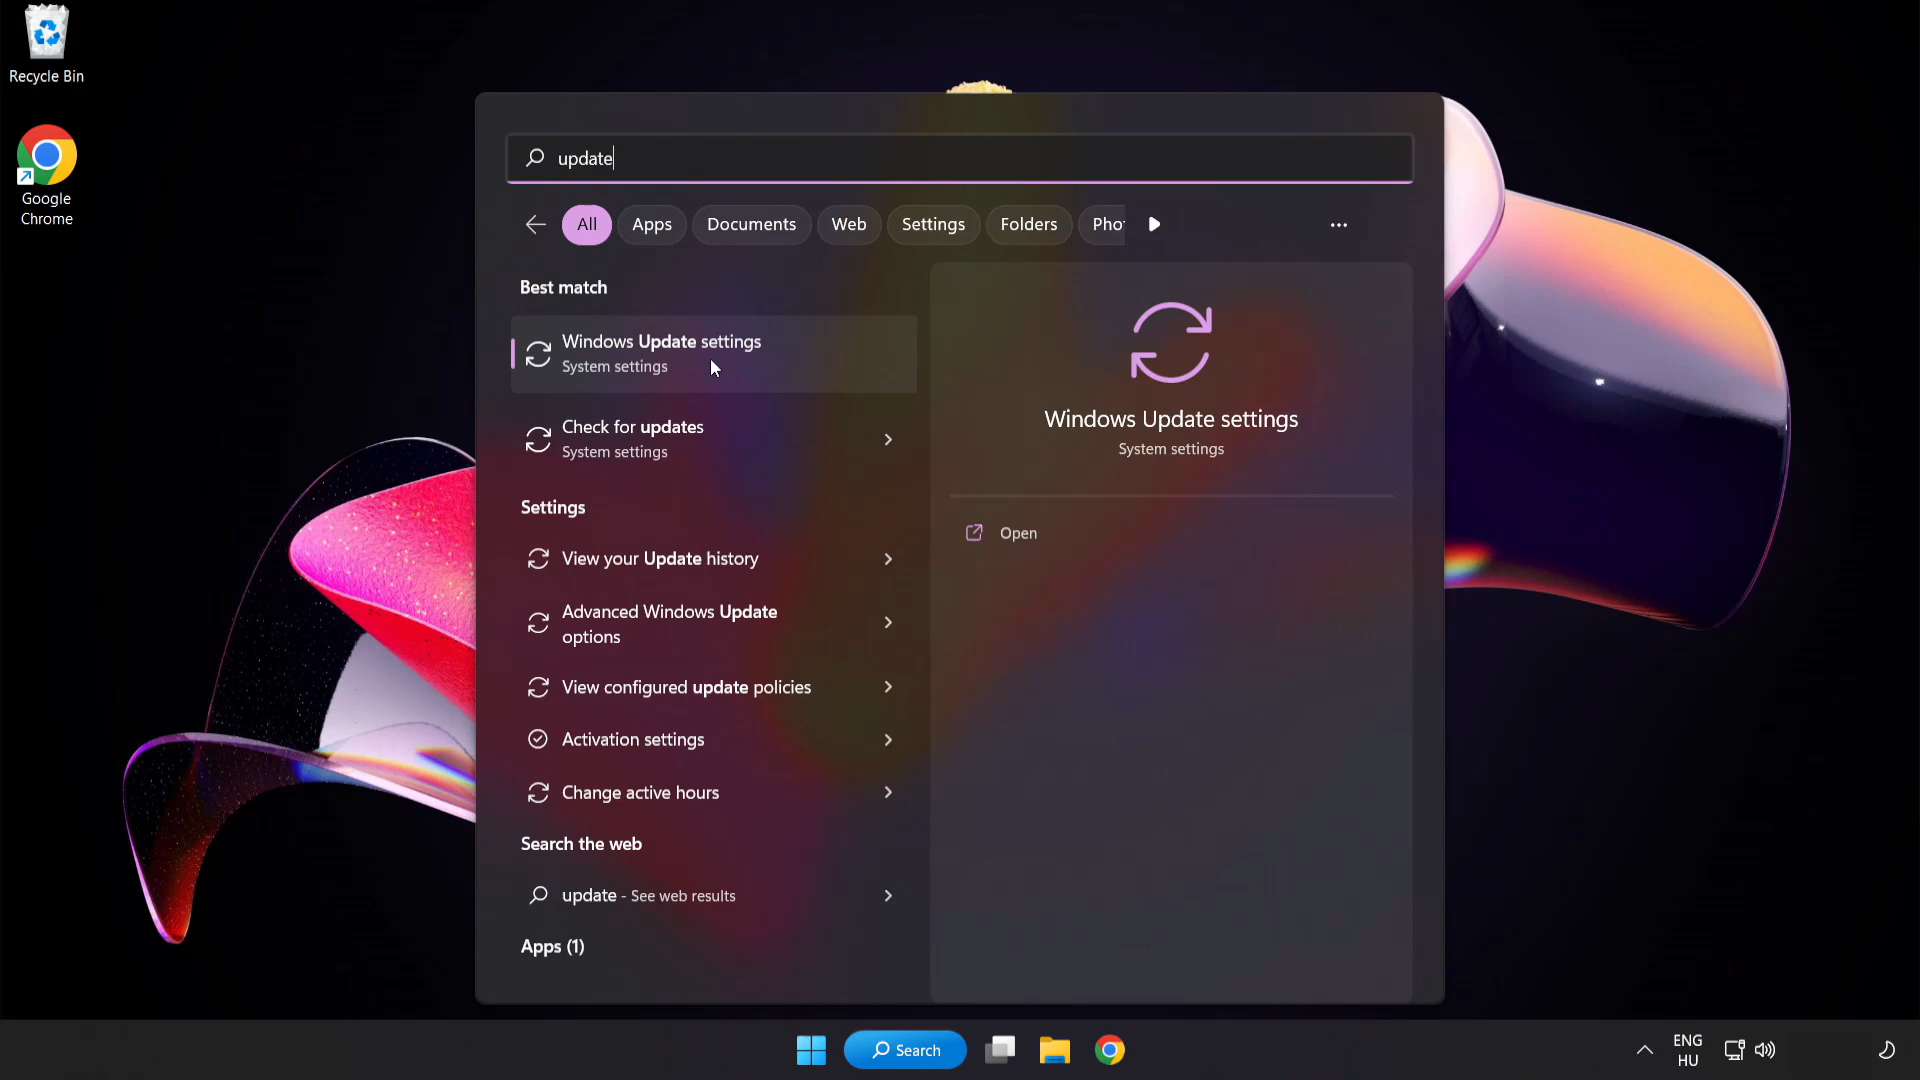 Recycle Bin
Google
Chrome
update
All
Apps
Documents
Web
Settings
Folders
Pho
Best match
Windows Update settings
System settings
Check for updates
System settings
Settings
View your Update history
Advanced Windows Update
options
View configured update policies
Activation settings
Change active hours
Search the web
update - See web results
Apps (1)
Windows Update settings
System settings
Open
Search
ENG
HU